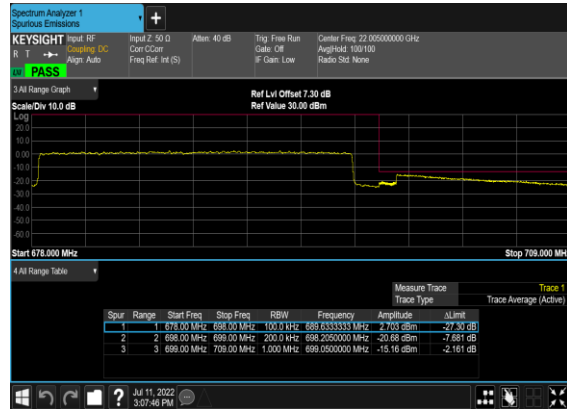 Spectrum Analyzer 1
Spurious Emissions
KEYSIGHT Input: RF Input Z: 50 Ω Atten: 40 dB Trig: Free Run Center Freq: 22.005000000 GHz
R T Coupling: DC Corr CCorr Gate: Off Avg|Hold: 100/100
Align: Auto Freq Ref: Int (S) IF Gain: Low Radio Std: None
PASS
3 All Range Graph
Ref Lvl Offset 7.30 dB
Scale/Div 10.0 dB Ref Value 30.00 dBm
Log
20.0
10.0
0.00
-10.0
-20.0
-30.0
-40.0
-50.0
-60.0
Start 678.000 MHz Stop 709.000 MHz
4 All Range Table
Measure Trace Trace 1
Trace Type Trace Average (Active)
Spur Range Start Freq Stop Freq RBW Frequency Amplitude ΔLimit
1 1 678.00 MHz 698.00 MHz 100.0 kHz 689.6333333 MHz 2.703 dBm -27.30 dB
2 2 698.00 MHz 699.00 MHz 200.0 kHz 698.2050000 MHz -20.68 dBm -7.681 dB
3 3 699.00 MHz 709.00 MHz 1.000 MHz 699.0500000 MHz -15.16 dBm -2.161 dB
? Jul 11, 2022
3:07:46 PM